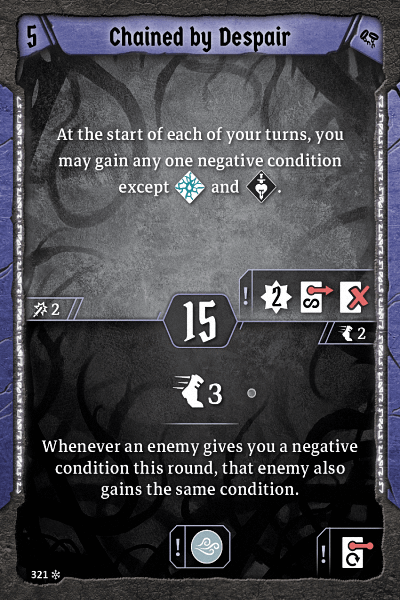 5 Chained by Despair
At the start of each of your turns, you
may gain any one negative condition
except and .
! 2
2
15
2
3
Whenever an enemy gives you a negative
condition this round, that enemy also
gains the same condition.
! !
321